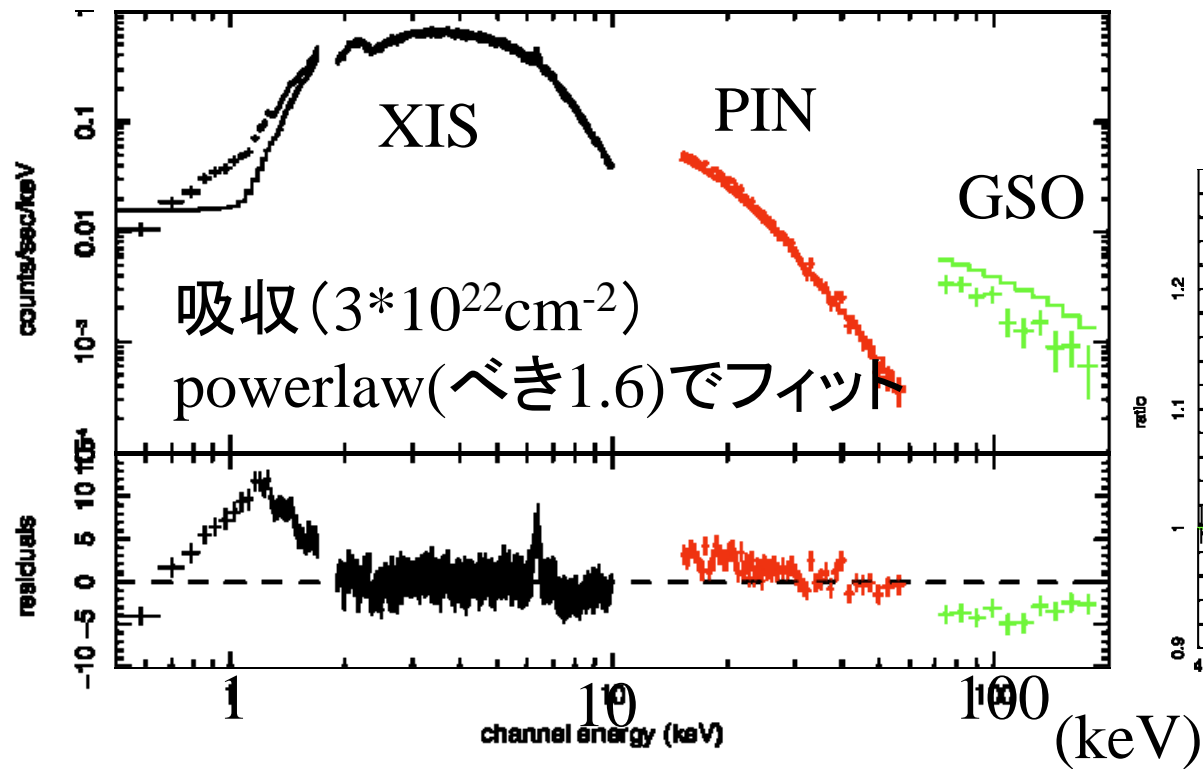 1
0.1
0.01
10⁻³
10⁻⁴
counts/sec/keV
XIS
PIN
GSO
吸収（3*10²²cm⁻²）
powerlaw(べき1.6)でフィット
10
5
0
−5
−10
residuals
1
10
100
(keV)
channel energy (keV)
ratio
1.2
1.1
1
0.9